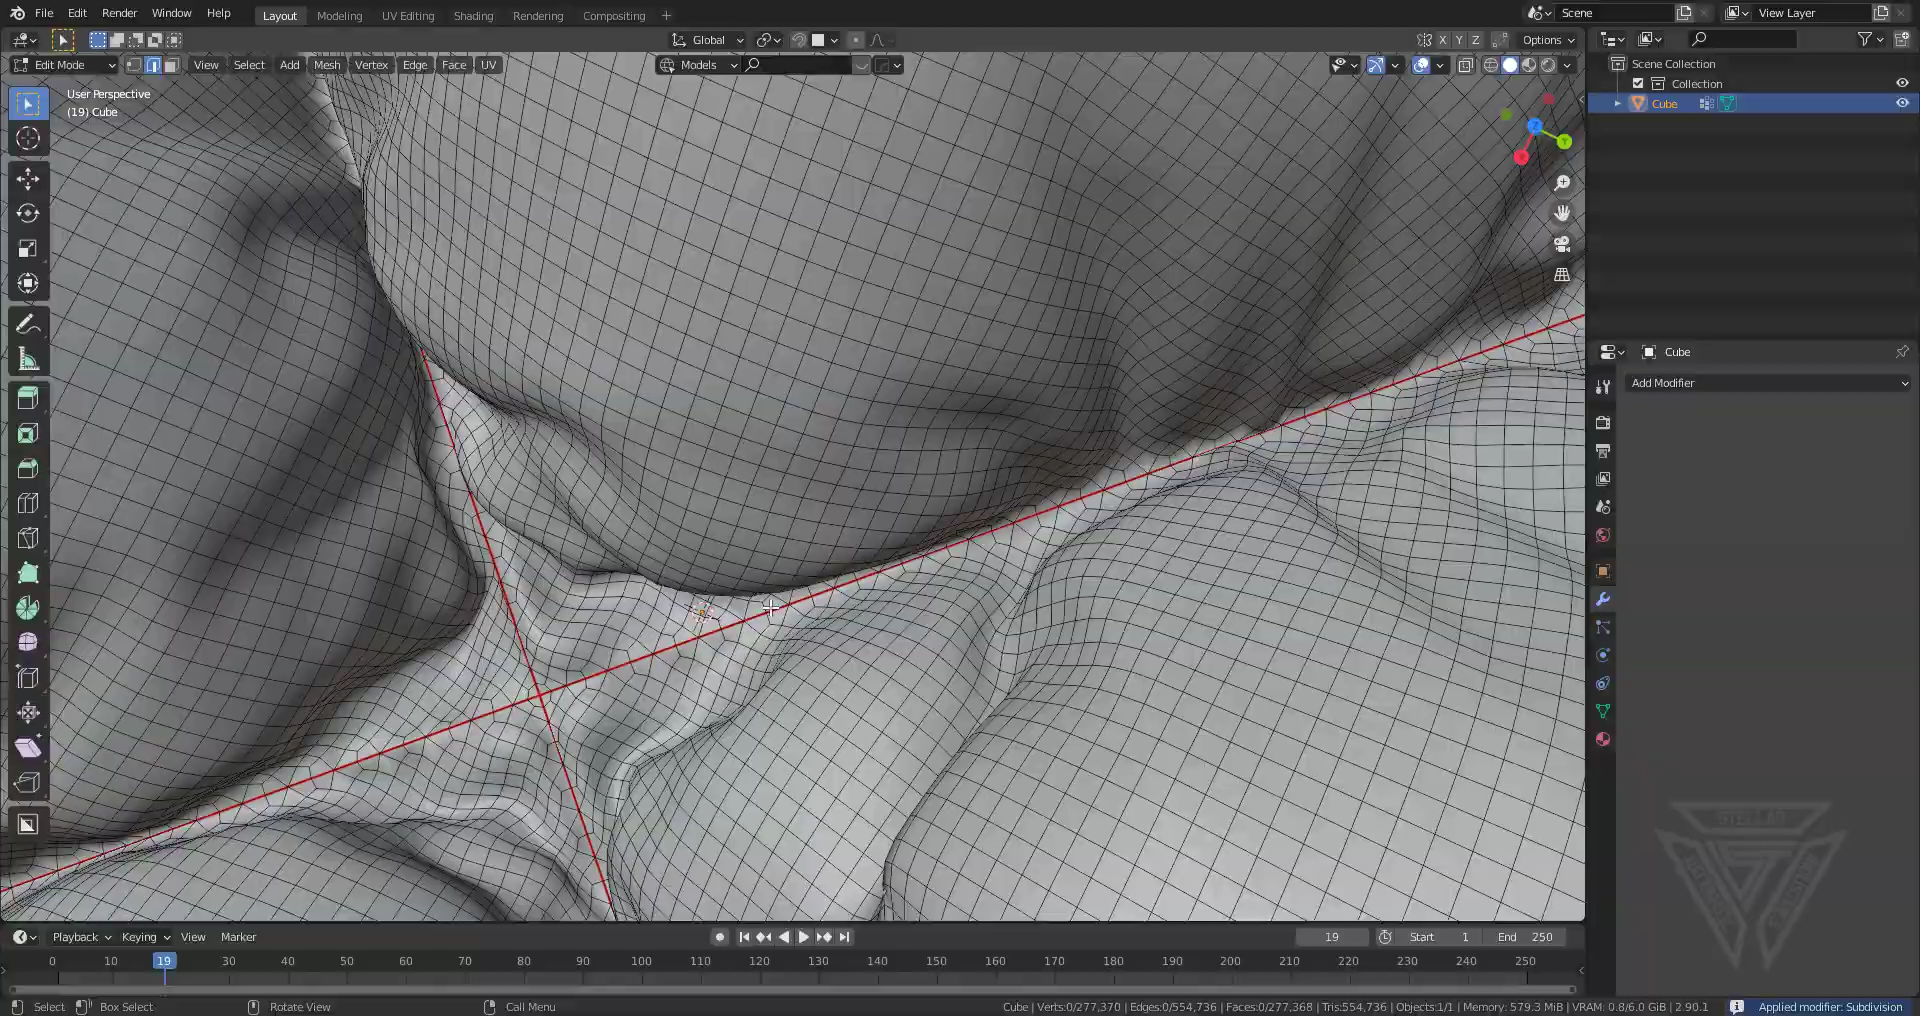 File Edit Render Window Help
Layout Modeling UV Editing Shading Rendering Compositing
Scene
View Layer
Global
X Y Z
Options
Edit Mode
View Select Add Mesh Vertex Edge Face UV
Models
User Perspective
(19) Cube
Scene Collection
Collection
Cube
Cube
Add Modifier
STELLAR
Playback Keying View Marker
19
Start 1
End 250
0 10 19 30 40 50 60 70 80 90 100 110 120 130 140 150 160 170 180 190 200 210 220 230 240 250
Select Box Select Rotate View Call Menu
Cube | Verts:0/277,370 | Edges:0/554,736 | Faces:0/277,368 | Tris:554,736 | Objects:1/1 | Memory: 579.3 MiB | VRAM: 0.8/6.0 GiB | 2.90.1
Applied modifier: Subdivision